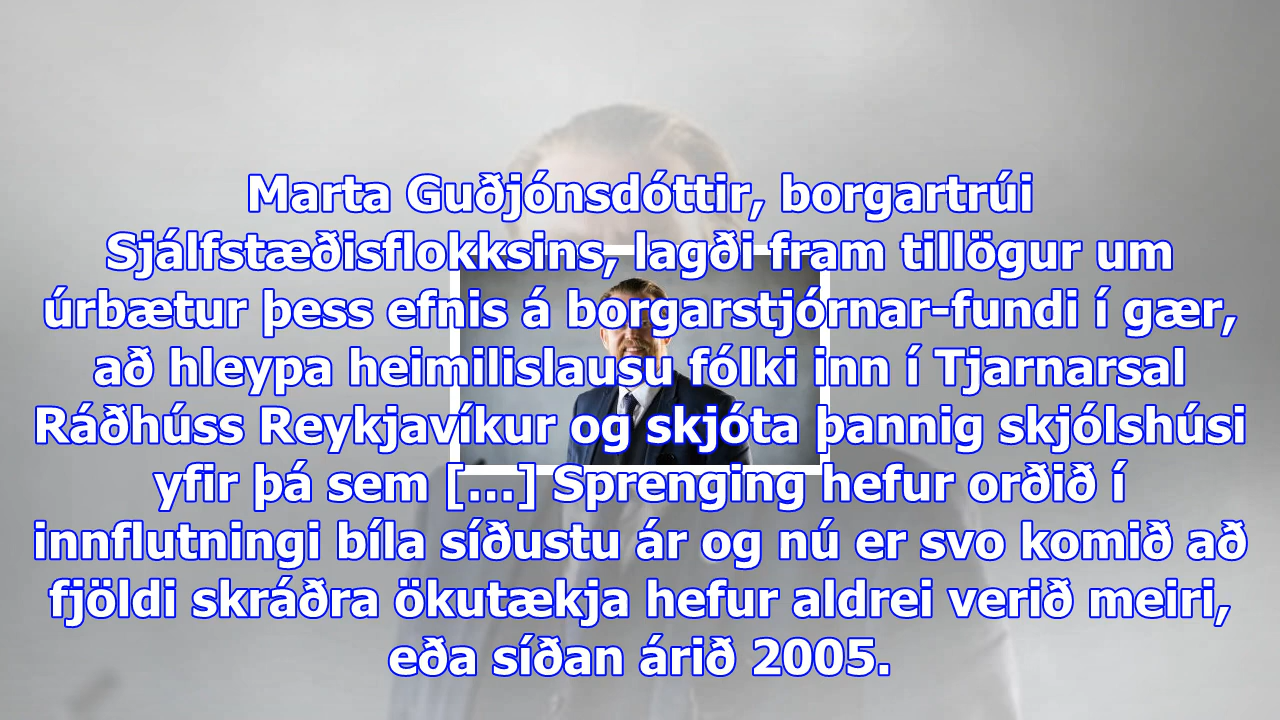 Marta Guðjónsdóttir, borgartrúi
Sjálfstæðisflokksins, lagði fram tillögur um
úrbætur þess efnis á borgarstjórnar-fundi í gær,
að hleypa heimilislausu fólki inn í Tjarnarsal
Ráðhúss Reykjavíkur og skjóta þannig skjólshúsi
yfir þá sem [...] Sprenging hefur orðið í
innflutningi bíla síðustu ár og nú er svo komið að
fjöldi skráðra ökutækja hefur aldrei verið meiri,
eða síðan árið 2005.